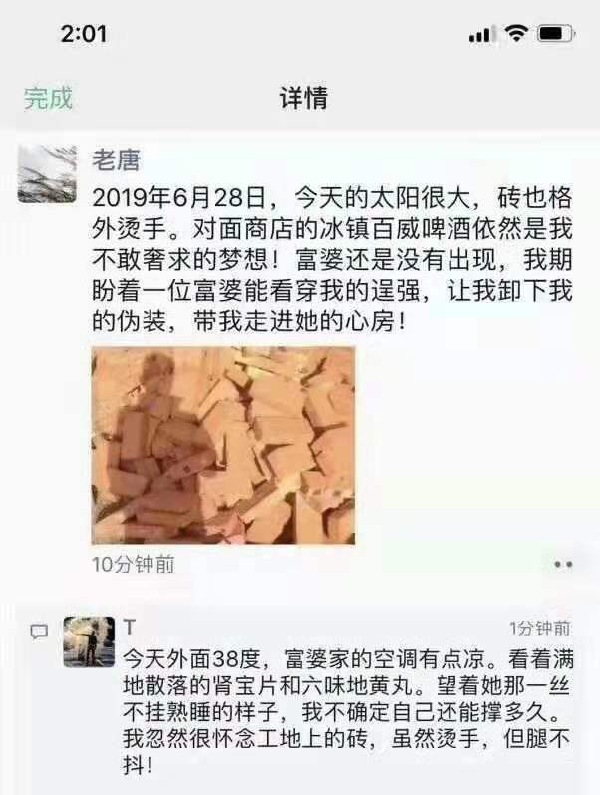 2:01
完成
详情
老唐
2019年6月28日，今天的太阳很大，砖也格
外烫手。对面商店的冰镇百威啤酒依然是我
不敢奢求的梦想！富婆还是没有出现，我期
盼着一位富婆能看穿我的逞强，让我卸下我
的伪装，带我走进她的心房！
10分钟前
T
1分钟前
今天外面38度，富婆家的空调有点凉。看着满
地散落的肾宝片和六味地黄丸。望着她那一丝
不挂熟睡的样子，我不确定自己还能撑多久。
我忽然很怀念工地上的砖，虽然烫手，但腿不
抖！